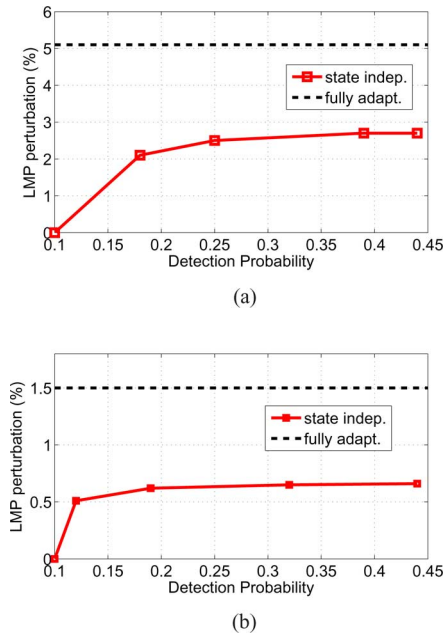 6
5
4
3
2
1
0
LMP perturbation (%)
state indep.
fully adapt.
0.1 0.15 0.2 0.25 0.3 0.35 0.4 0.45
Detection Probability
(a)
1.5
1
0.5
0
LMP perturbation (%)
state indep.
fully adapt.
0.1 0.15 0.2 0.25 0.3 0.35 0.4 0.45
Detection Probability
(b)